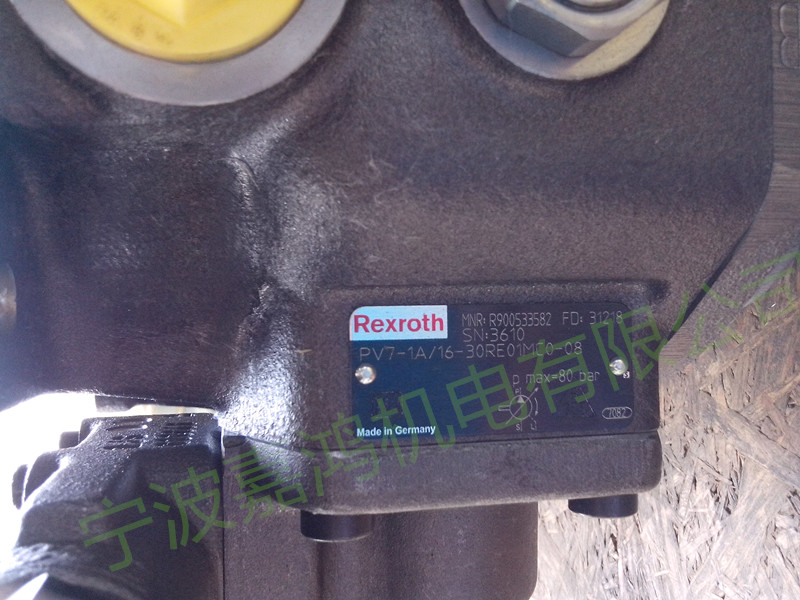 Rexroth
MNR: R900533582 FD: 31218
SN:3610
PV7-1A/16-30RE01MC0-08
p max=80 bar
Made in Germany
7082
宁波嘉鸿机电有限公司